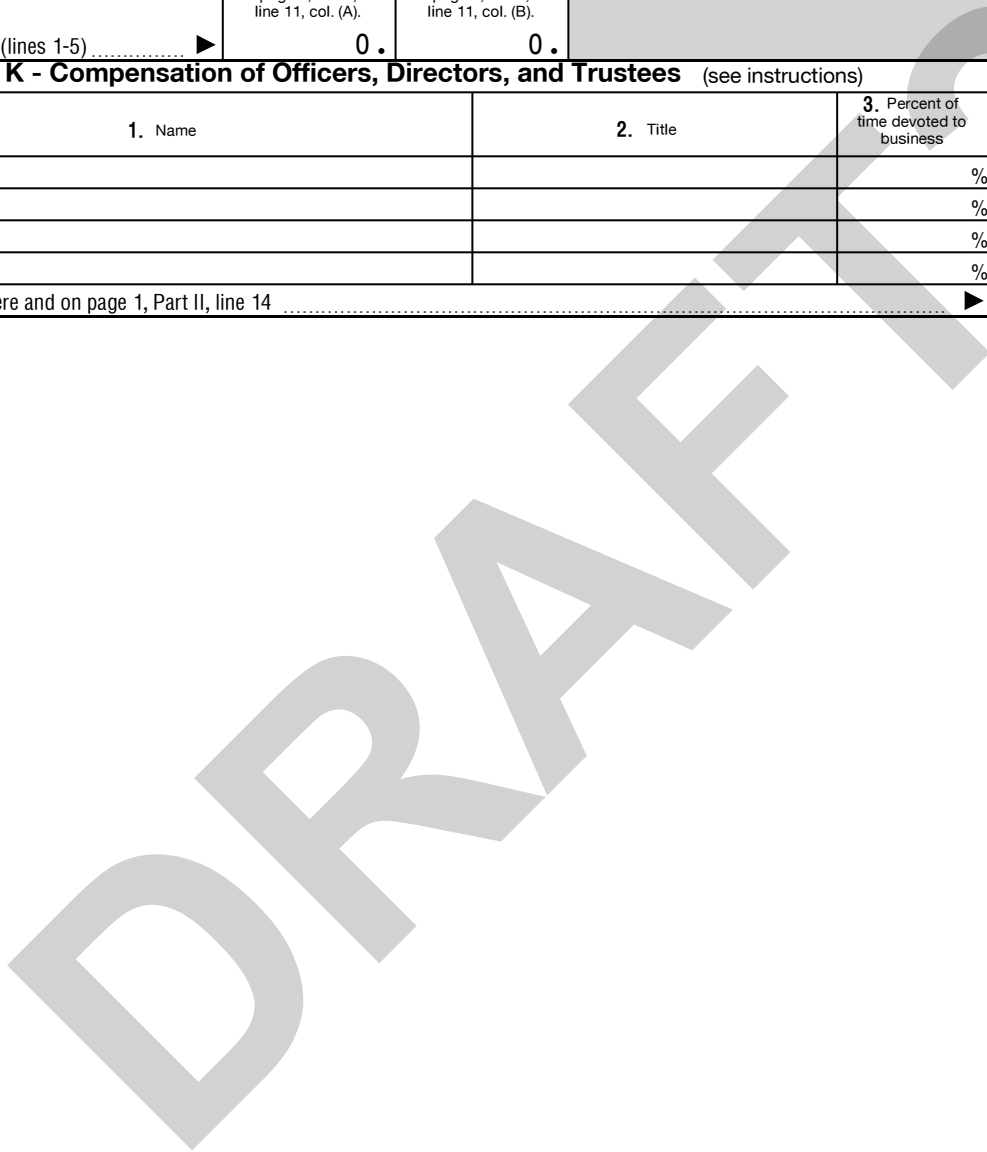 line 11, col. (A).
line 11, col. (B).
(lines 1-5) ............... ▶ 0. 0.
K - Compensation of Officers, Directors, and Trustees (see instructions)
1. Name
2. Title
3. Percent of
time devoted to
business
%
%
%
%
ere and on page 1, Part II, line 14 ▶
DRAFT